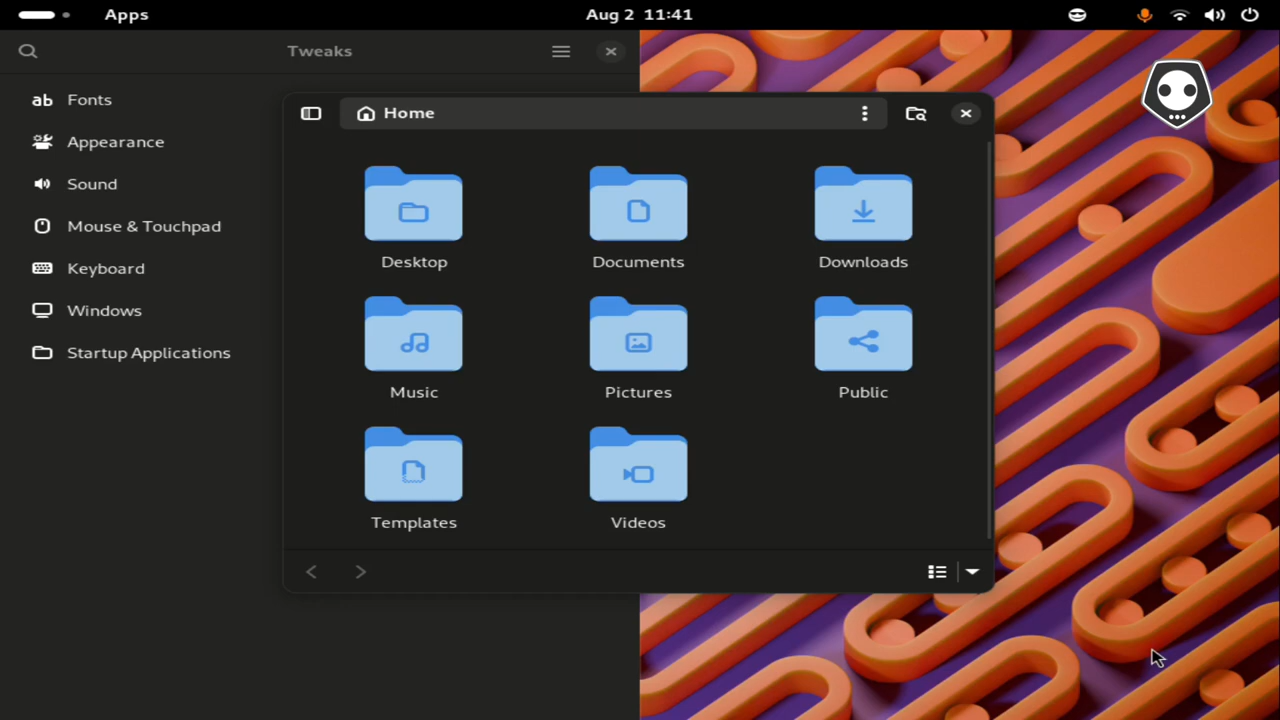 Apps
Aug 2 11:41
Tweaks
Home
ab Fonts
Appearance
Sound
Mouse & Touchpad
Keyboard
Windows
Startup Applications
Desktop
Documents
Downloads
Music
Pictures
Public
Templates
Videos